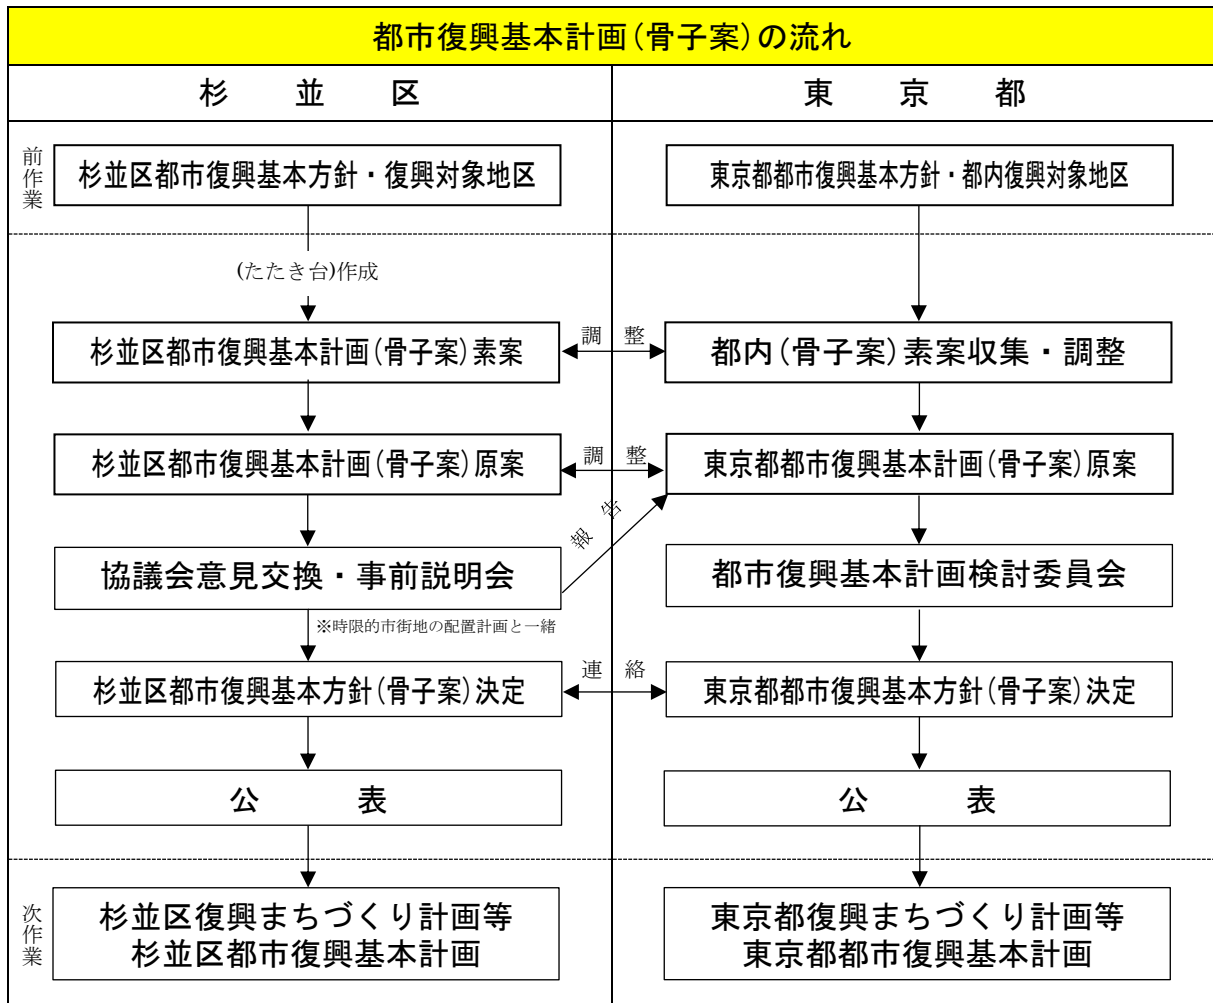 都市復興基本計画(骨子案)の流れ
杉　並　区
東　京　都
前作業
杉並区都市復興基本方針・復興対象地区
東京都都市復興基本方針・都内復興対象地区
(たたき台)作成
杉並区都市復興基本計画(骨子案)素案
調　整
都内(骨子案)素案収集・調整
杉並区都市復興基本計画(骨子案)原案
調　整
東京都都市復興基本計画(骨子案)原案
報　告
協議会意見交換・事前説明会
都市復興基本計画検討委員会
※時限的市街地の配置計画と一緒
杉並区都市復興基本方針(骨子案)決定
連　絡
東京都都市復興基本方針(骨子案)決定
公　表
公　表
次作業
杉並区復興まちづくり計画等
杉並区都市復興基本計画
東京都復興まちづくり計画等
東京都都市復興基本計画